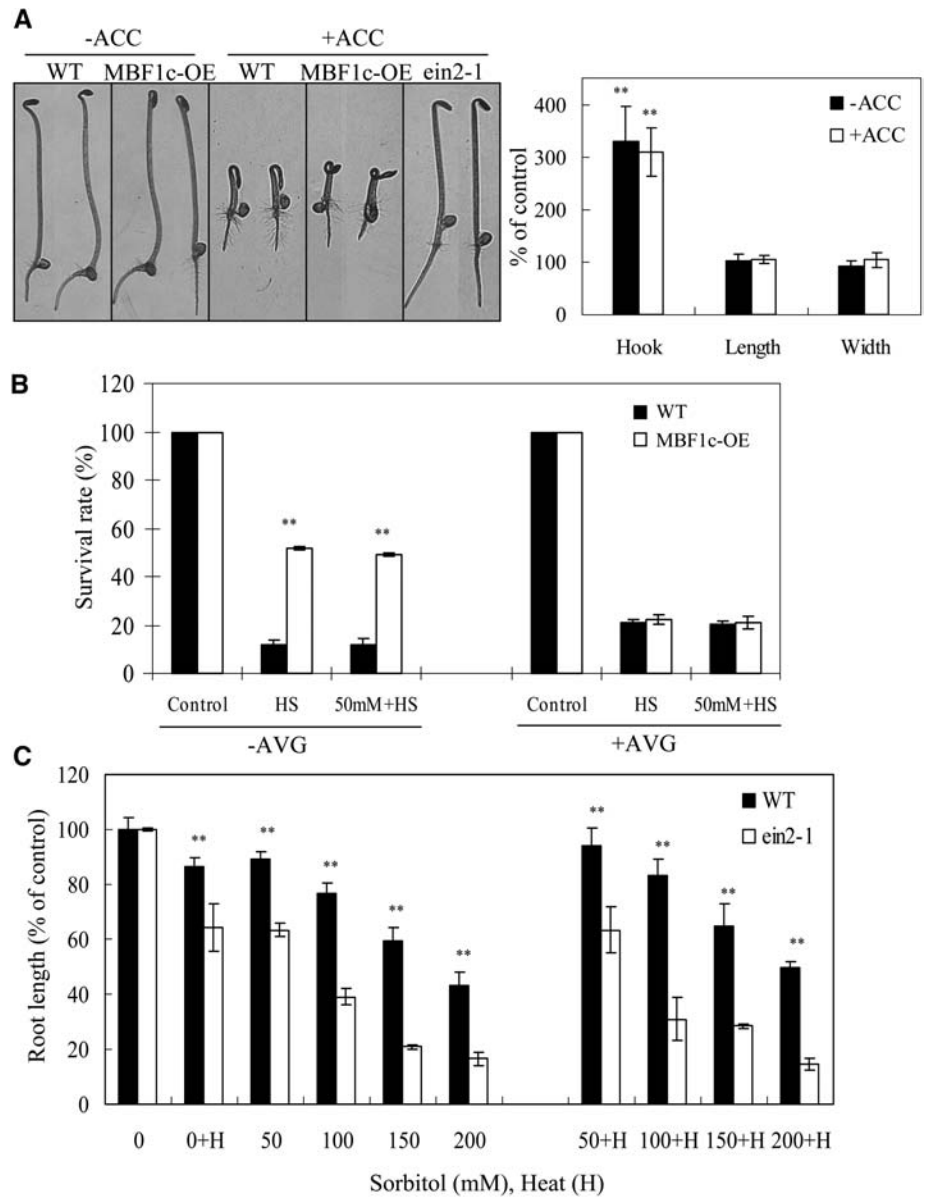 A
-ACC
+ACC
WT MBF1c-OE WT MBF1c-OE ein2-1
% of control
400
300
200
100
0
** **
-ACC
+ACC
Hook Length Width
B
Survival rate (%)
120
100
80
60
40
20
0
WT
MBF1c-OE
** **
Control HS 50mM+HS Control HS 50mM+HS
-AVG +AVG
C
Root length (% of control)
120
100
80
60
40
20
0
WT
ein2-1
** ** ** ** ** ** ** ** **
0 0+H 50 100 150 200 50+H 100+H 150+H 200+H
Sorbitol (mM), Heat (H)